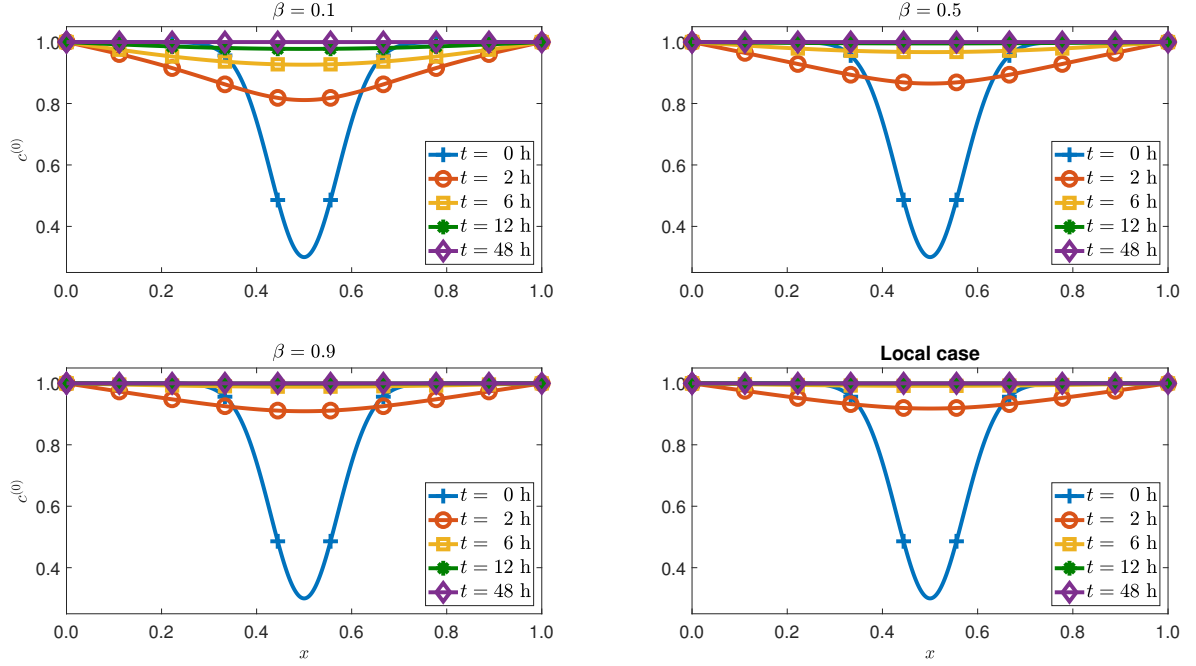 β = 0.1
1.0
0.8
0.6
0.4
c⁽⁰⁾
t = 0 h
t = 2 h
t = 6 h
t = 12 h
t = 48 h
0.0 0.2 0.4 0.6 0.8 1.0
β = 0.5
1.0
0.8
0.6
0.4
t = 0 h
t = 2 h
t = 6 h
t = 12 h
t = 48 h
0.0 0.2 0.4 0.6 0.8 1.0
β = 0.9
1.0
0.8
0.6
0.4
c⁽⁰⁾
t = 0 h
t = 2 h
t = 6 h
t = 12 h
t = 48 h
0.0 0.2 0.4 0.6 0.8 1.0
x
Local case
1.0
0.8
0.6
0.4
t = 0 h
t = 2 h
t = 6 h
t = 12 h
t = 48 h
0.0 0.2 0.4 0.6 0.8 1.0
x